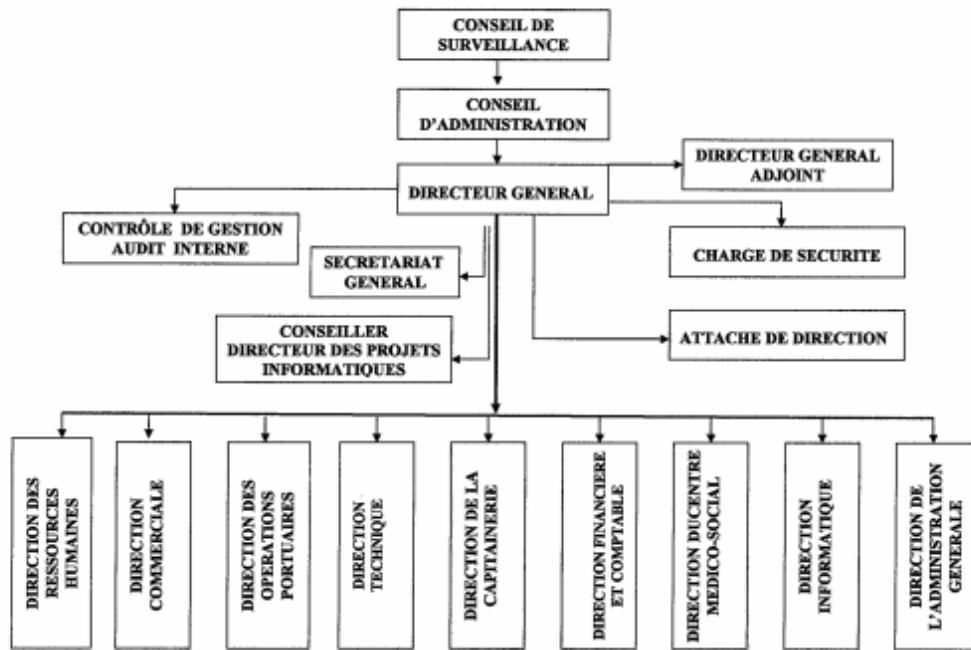 CONSEIL DE
SURVEILLANCE
CONSEIL
D'ADMINISTRATION
DIRECTEUR GENERAL
ADJOINT
DIRECTEUR GENERAL
CONTRÔLE DE GESTION
AUDIT INTERNE
CHARGE DE SECURITE
SECRETARIAT
GENERAL
CONSEILLER
DIRECTEUR DES PROJETS
INFORMATIQUES
ATTACHE DE DIRECTION
DIRECTION DES
RESSOURCES
HUMAINES
DIRECTION
COMMERCIALE
DIRECTION DES
OPERATIONS
PORTUAIRES
DIRECTION
TECHNIQUE
DIRECTION DE LA
CAPITAINERIE
DIRECTION FINANCIERE
ET COMPTABLE
DIRECTION DUCENTRE
MEDICO-SOCIAL
DIRECTION
INFORMATIQUE
DIRECTION DE
L'ADMINISTRATION
GENERALE